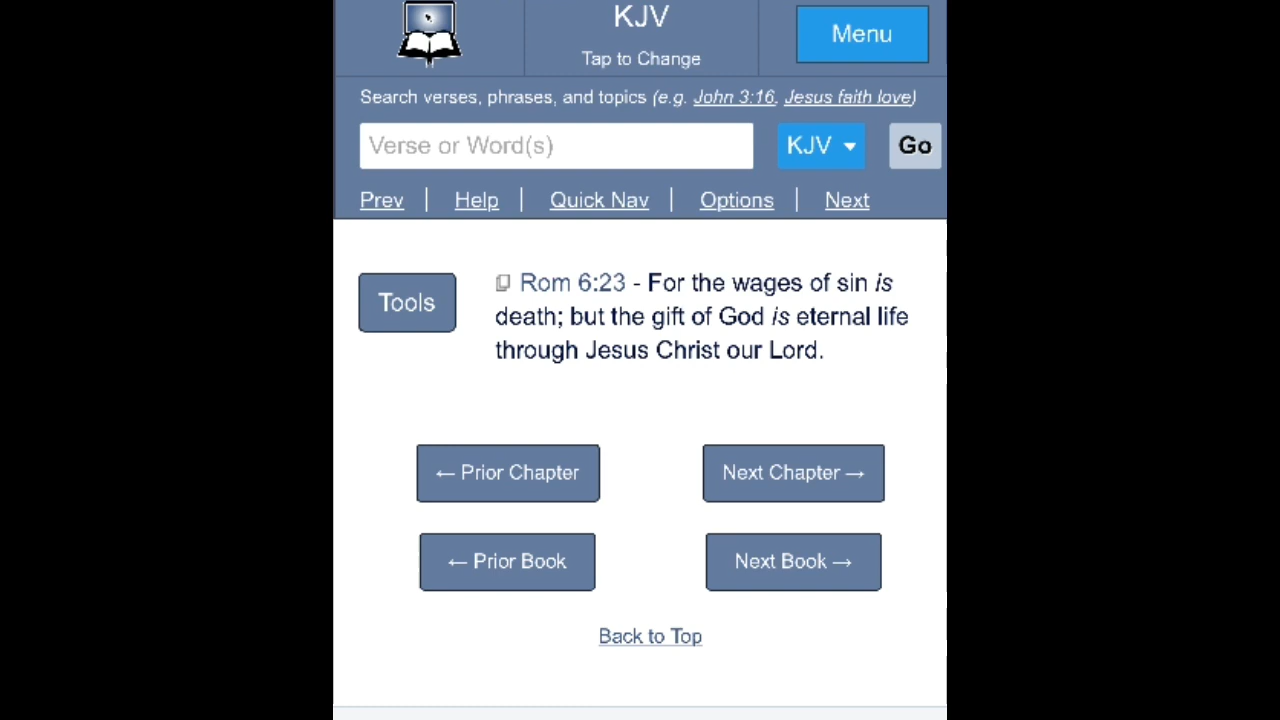 KJV
Tap to Change
Menu
Search verses, phrases, and topics (e.g. John 3:16, Jesus faith love)
Verse or Word(s)
KJV
Go
Prev | Help | Quick Nav | Options | Next
Tools
Rom 6:23 - For the wages of sin is
death; but the gift of God is eternal life
through Jesus Christ our Lord.
← Prior Chapter
Next Chapter →
← Prior Book
Next Book →
Back to Top